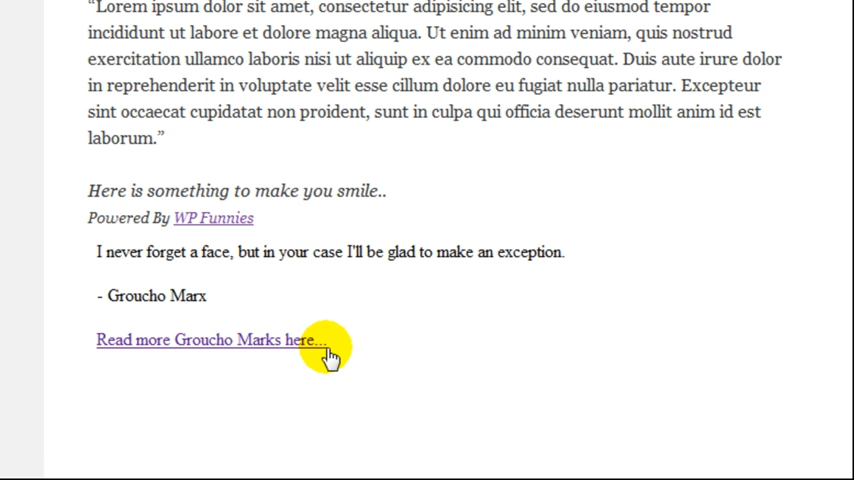 “Lorem ipsum dolor sit amet, consectetur adipisicing elit, sed do eiusmod tempor
incididunt ut labore et dolore magna aliqua. Ut enim ad minim veniam, quis nostrud
exercitation ullamco laboris nisi ut aliquip ex ea commodo consequat. Duis aute irure dolor
in reprehenderit in voluptate velit esse cillum dolore eu fugiat nulla pariatur. Excepteur
sint occaecat cupidatat non proident, sunt in culpa qui officia deserunt mollit anim id est
laborum.”
Here is something to make you smile..
Powered By WP Funnies
I never forget a face, but in your case I'll be glad to make an exception.
- Groucho Marx
Read more Groucho Marks here...